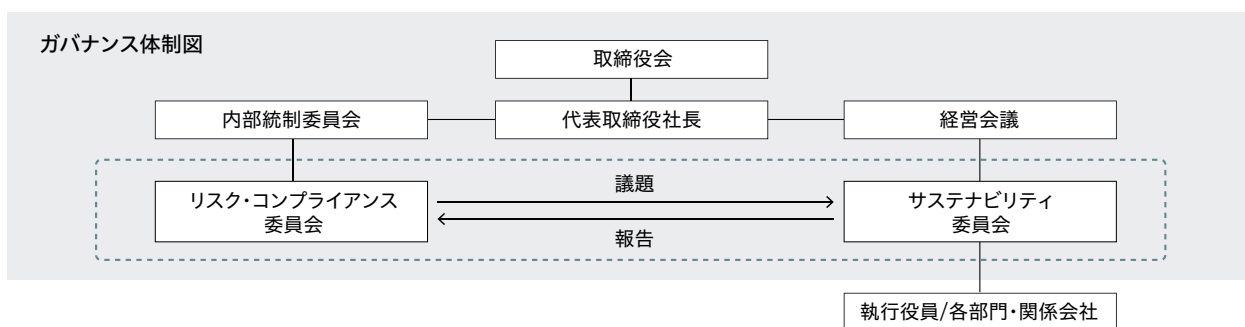 ガバナンス体制図
取締役会
内部統制委員会
代表取締役社長
経営会議
リスク・コンプライアンス
委員会
議題
報告
サステナビリティ
委員会
執行役員/各部門・関係会社